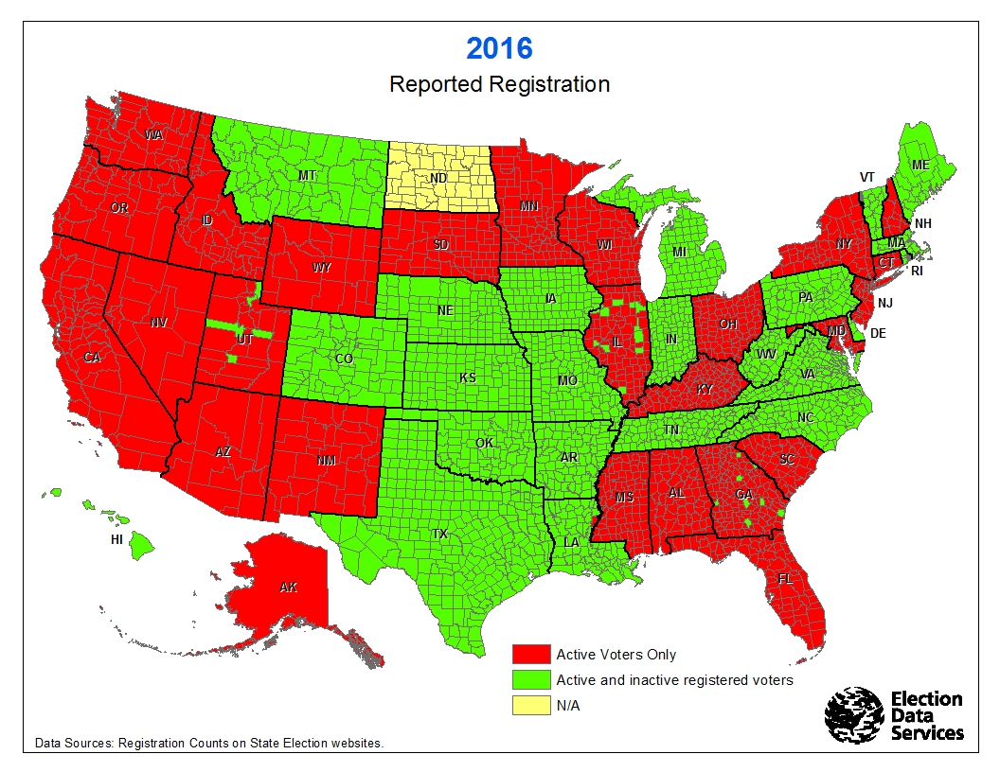 2016
Reported Registration
WA
MT
ND
MN
ME
VT
OR
ID
SD
WI
MI
NY
NH
MA
CT
RI
WY
NE
IA
PA
NJ
NV
UT
CO
IL
IN
OH
MD
DE
CA
KS
MO
WV
VA
KY
AZ
NM
OK
AR
TN
NC
SC
MS
AL
GA
TX
LA
HI
AK
FL
Active Voters Only
Active and inactive registered voters
N/A
Election
Data
Services
Data Sources: Registration Counts on State Election websites.